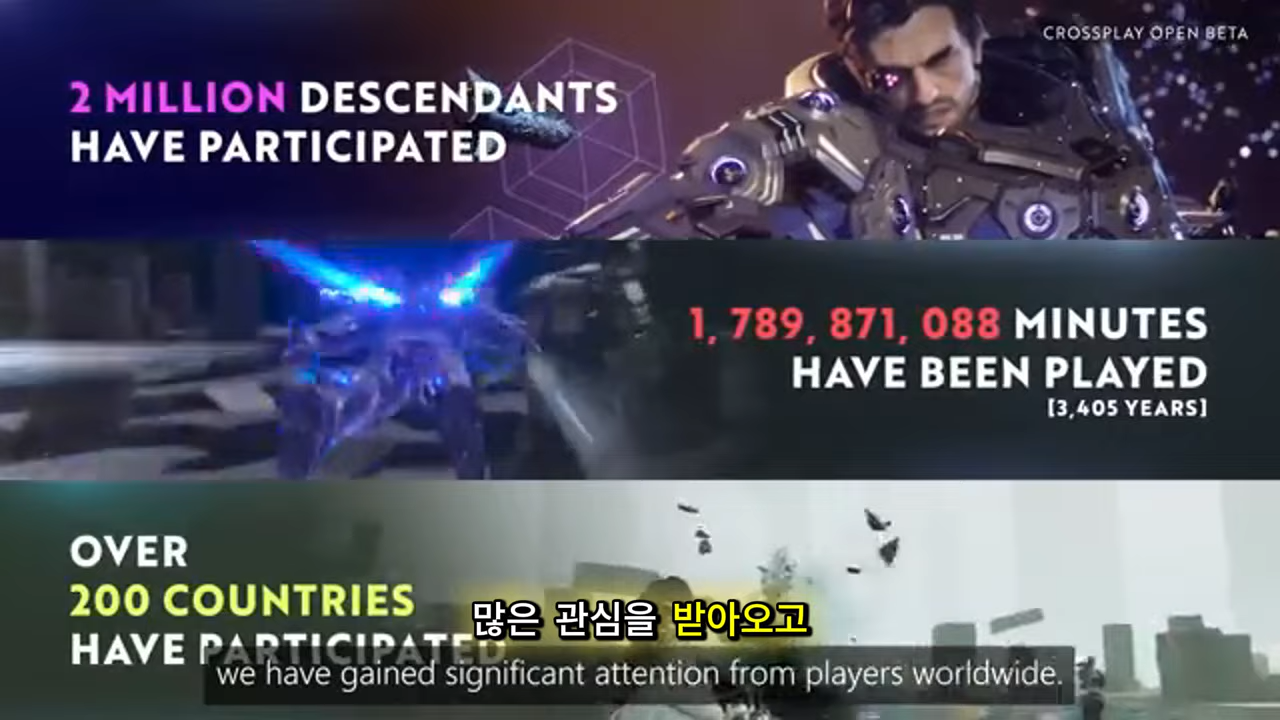 CROSSPLAY OPEN BETA
2 MILLION DESCENDANTS
HAVE PARTICIPATED
1, 789, 871, 088 MINUTES
HAVE BEEN PLAYED
[3,405 YEARS]
OVER
200 COUNTRIES
HAVE PARTICIPATED
많은 관심을 받아오고
we have gained significant attention from players worldwide.